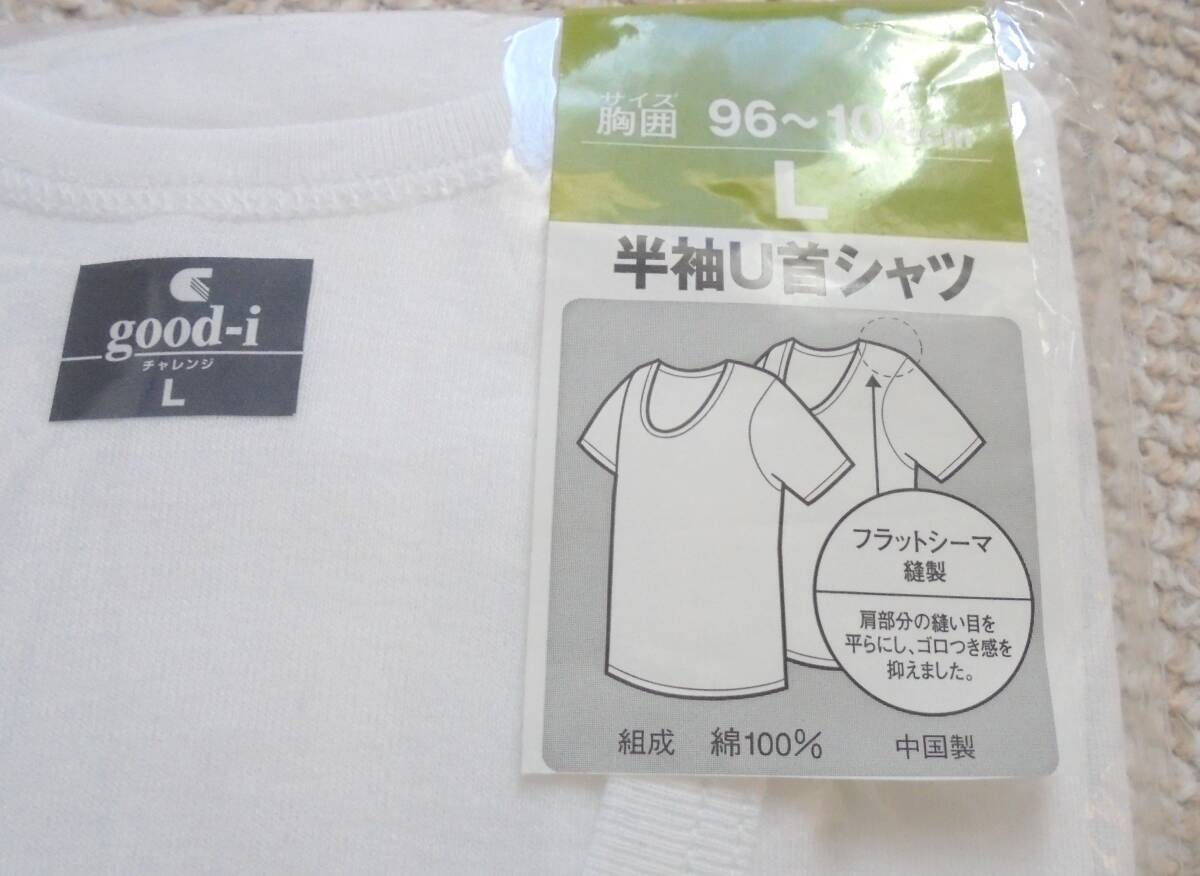 good-i
チャレンジ
L
サイズ
胸囲 96〜
L
半袖U首シャツ
フラットシーマ
縫製
肩部分の縫い目を
平らにし、ゴロつき感を
抑えました。
組成 綿100% 中国製